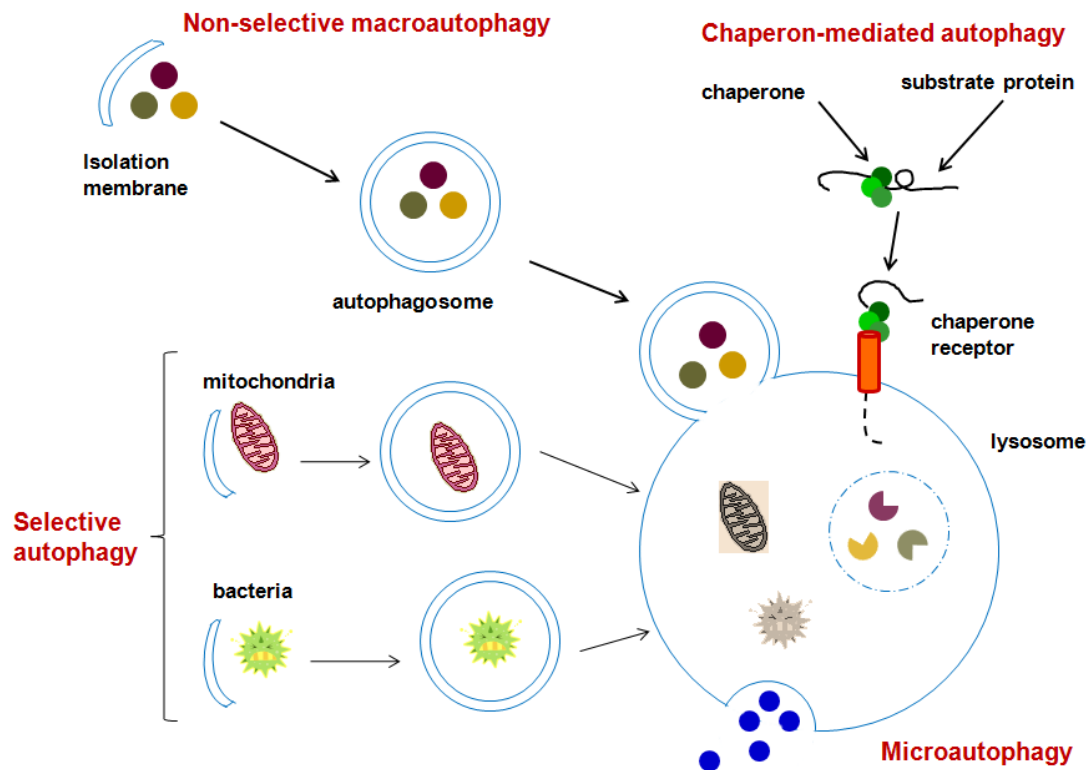 Non-selective macroautophagy
Chaperon-mediated autophagy
chaperone
substrate protein
Isolation
membrane
autophagosome
chaperone
receptor
mitochondria
lysosome
Selective
autophagy
bacteria
Microautophagy